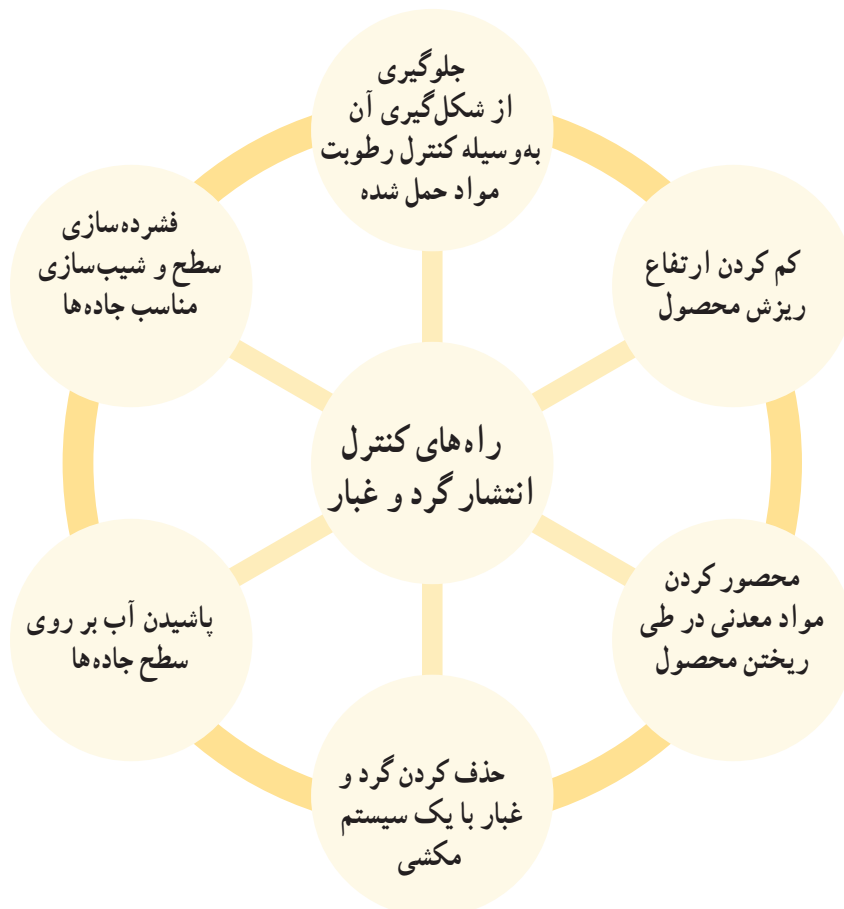 جلوگیری
از شکل‌گیری آن
به‌وسیله کنترل رطوبت
مواد حمل شده
کم کردن ارتفاع
ریزش محصول
محصور کردن
مواد معدنی در طی
ریختن محصول
حذف کردن گرد و
غبار با یک سیستم
مکشی
پاشیدن آب بر روی
سطح جاده‌ها
فشرده‌سازی
سطح و شیب‌سازی
مناسب جاده‌ها
راه‌های کنترل
انتشار گرد و غبار